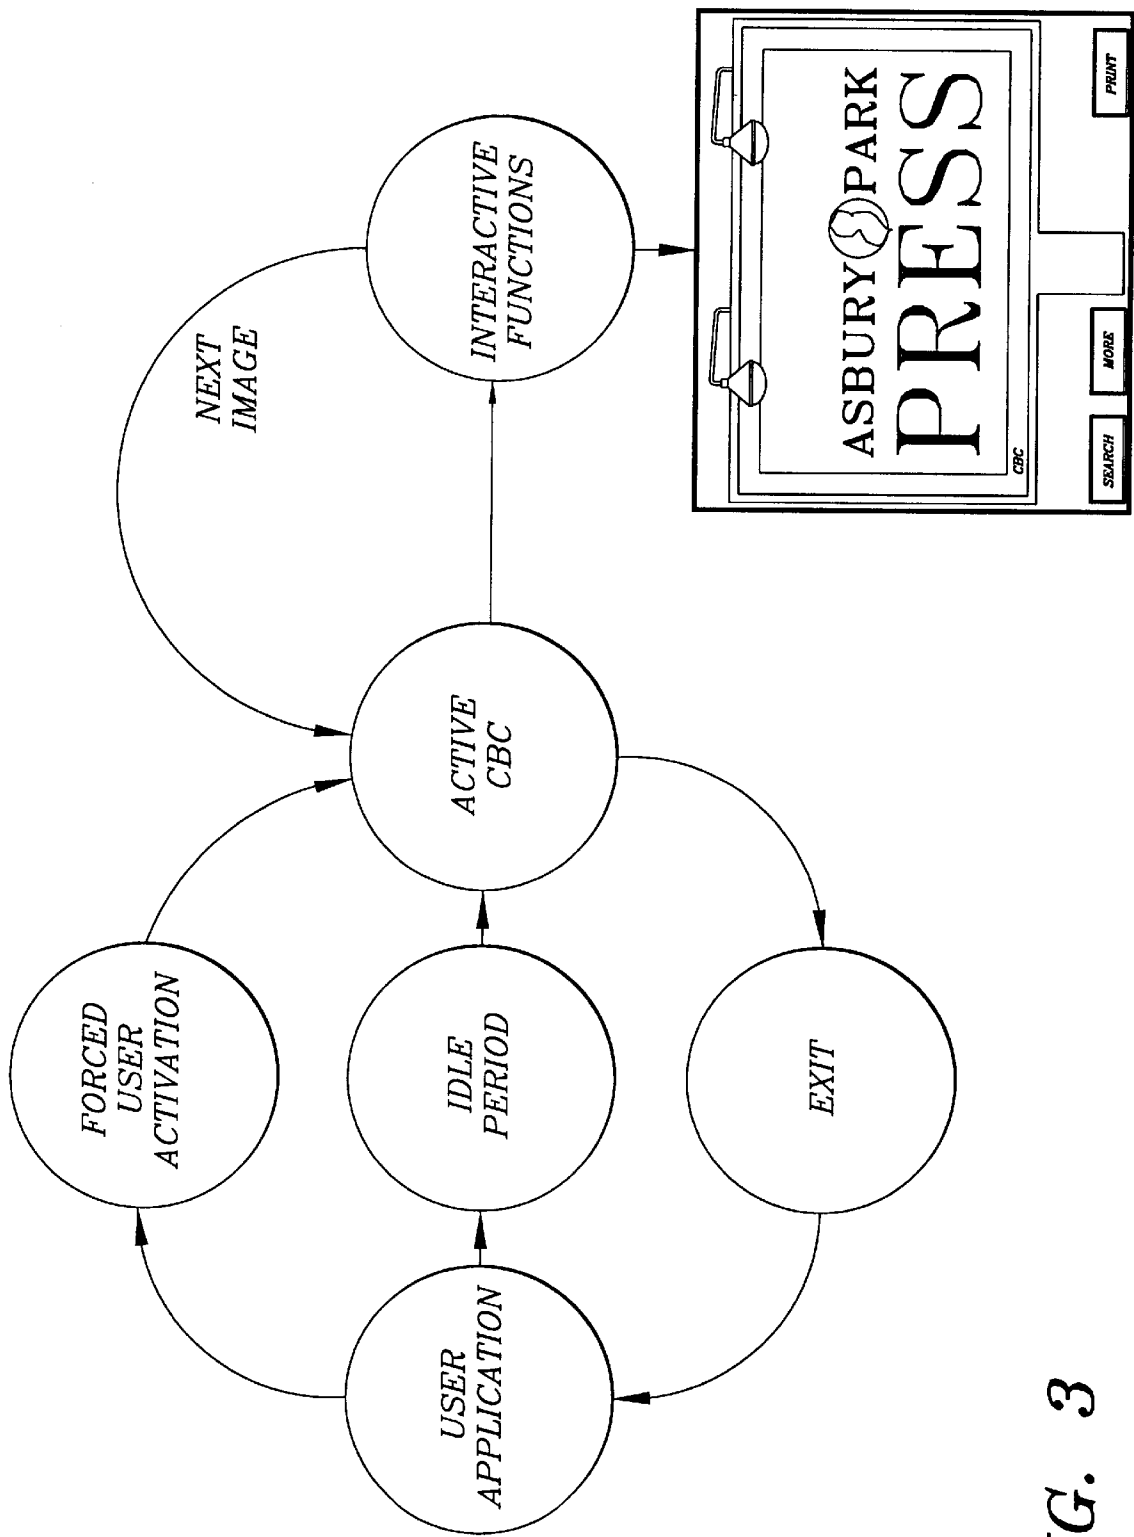 FORCED
USER
ACTIVATION
NEXT
IMAGE
USER
APPLICATION
IDLE
PERIOD
ACTIVE
CBC
INTERACTIVE
FUNCTIONS
EXIT
ASBURY PARK
PRESS
CBC
SEARCH
MORE
PRINT
G. 3